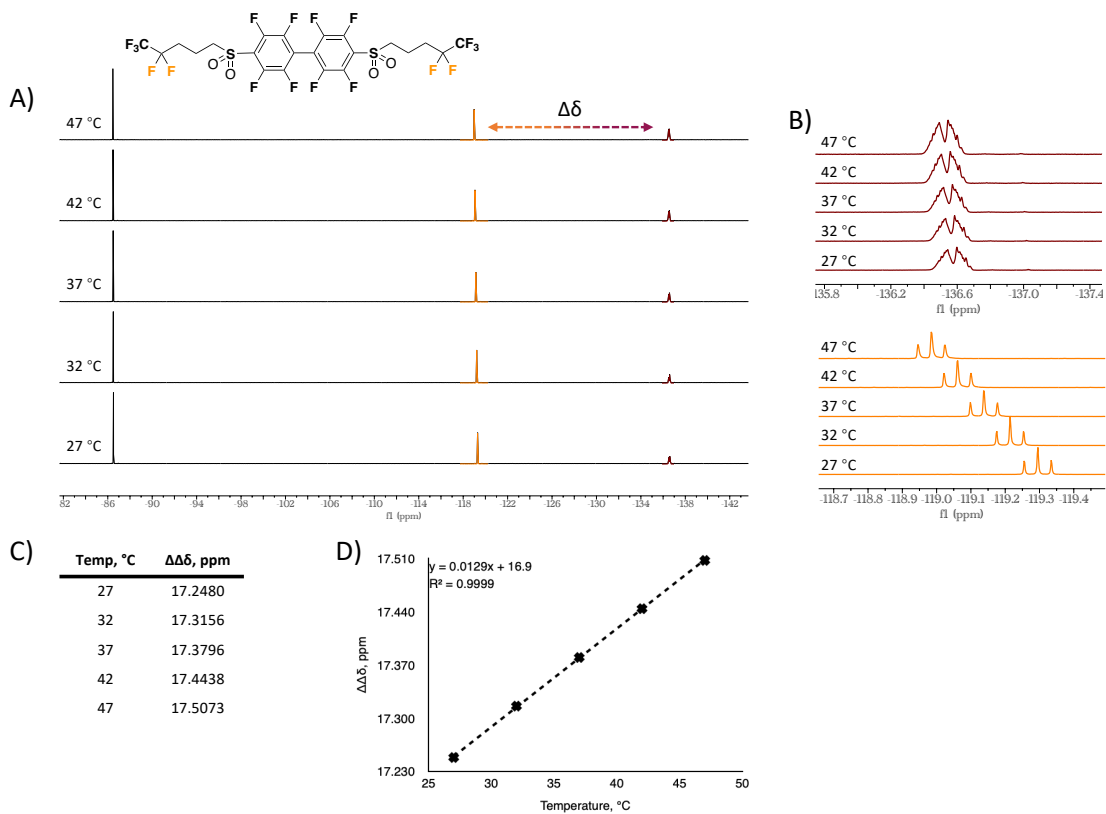 A)
F₃C F F S O O F F F F F F F F S O O F F CF₃
47 °C
Δδ
42 °C
37 °C
32 °C
27 °C
-82 -86 -90 -94 -98 -102 -106 -110 -114 -118 -122 -126 -130 -134 -138 -142
f1 (ppm)
B)
47 °C
42 °C
37 °C
32 °C
27 °C
-135.8 -136.2 -136.6 -137.0 -137.4
f1 (ppm)
47 °C
42 °C
37 °C
32 °C
27 °C
-118.7 -118.8 -118.9 -119.0 -119.1 -119.2 -119.3 -119.4
f1 (ppm)
C)
Temp, °C ΔΔδ, ppm
27 17.2480
32 17.3156
37 17.3796
42 17.4438
47 17.5073
D)
y = 0.0129x + 16.9
R² = 0.9999
17.510
17.440
17.370
17.300
17.230
ΔΔδ, ppm
25 30 35 40 45 50
Temperature, °C